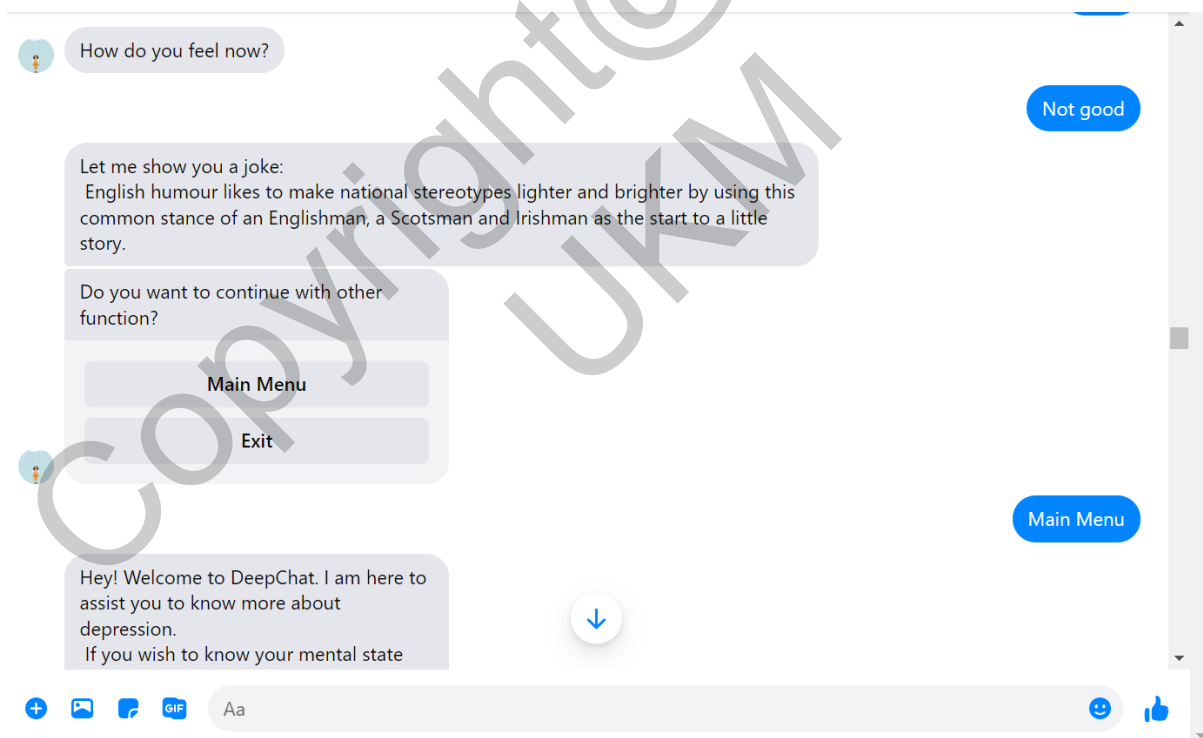 How do you feel now?
Not good
Let me show you a joke:
English humour likes to make national stereotypes lighter and brighter by using this
common stance of an Englishman, a Scotsman and Irishman as the start to a little
story.
Do you want to continue with other
function?
Main Menu
Exit
Main Menu
Hey! Welcome to DeepChat. I am here to
assist you to know more about
depression.
If you wish to know your mental state
GIF
Aa
Copyright©
UKM